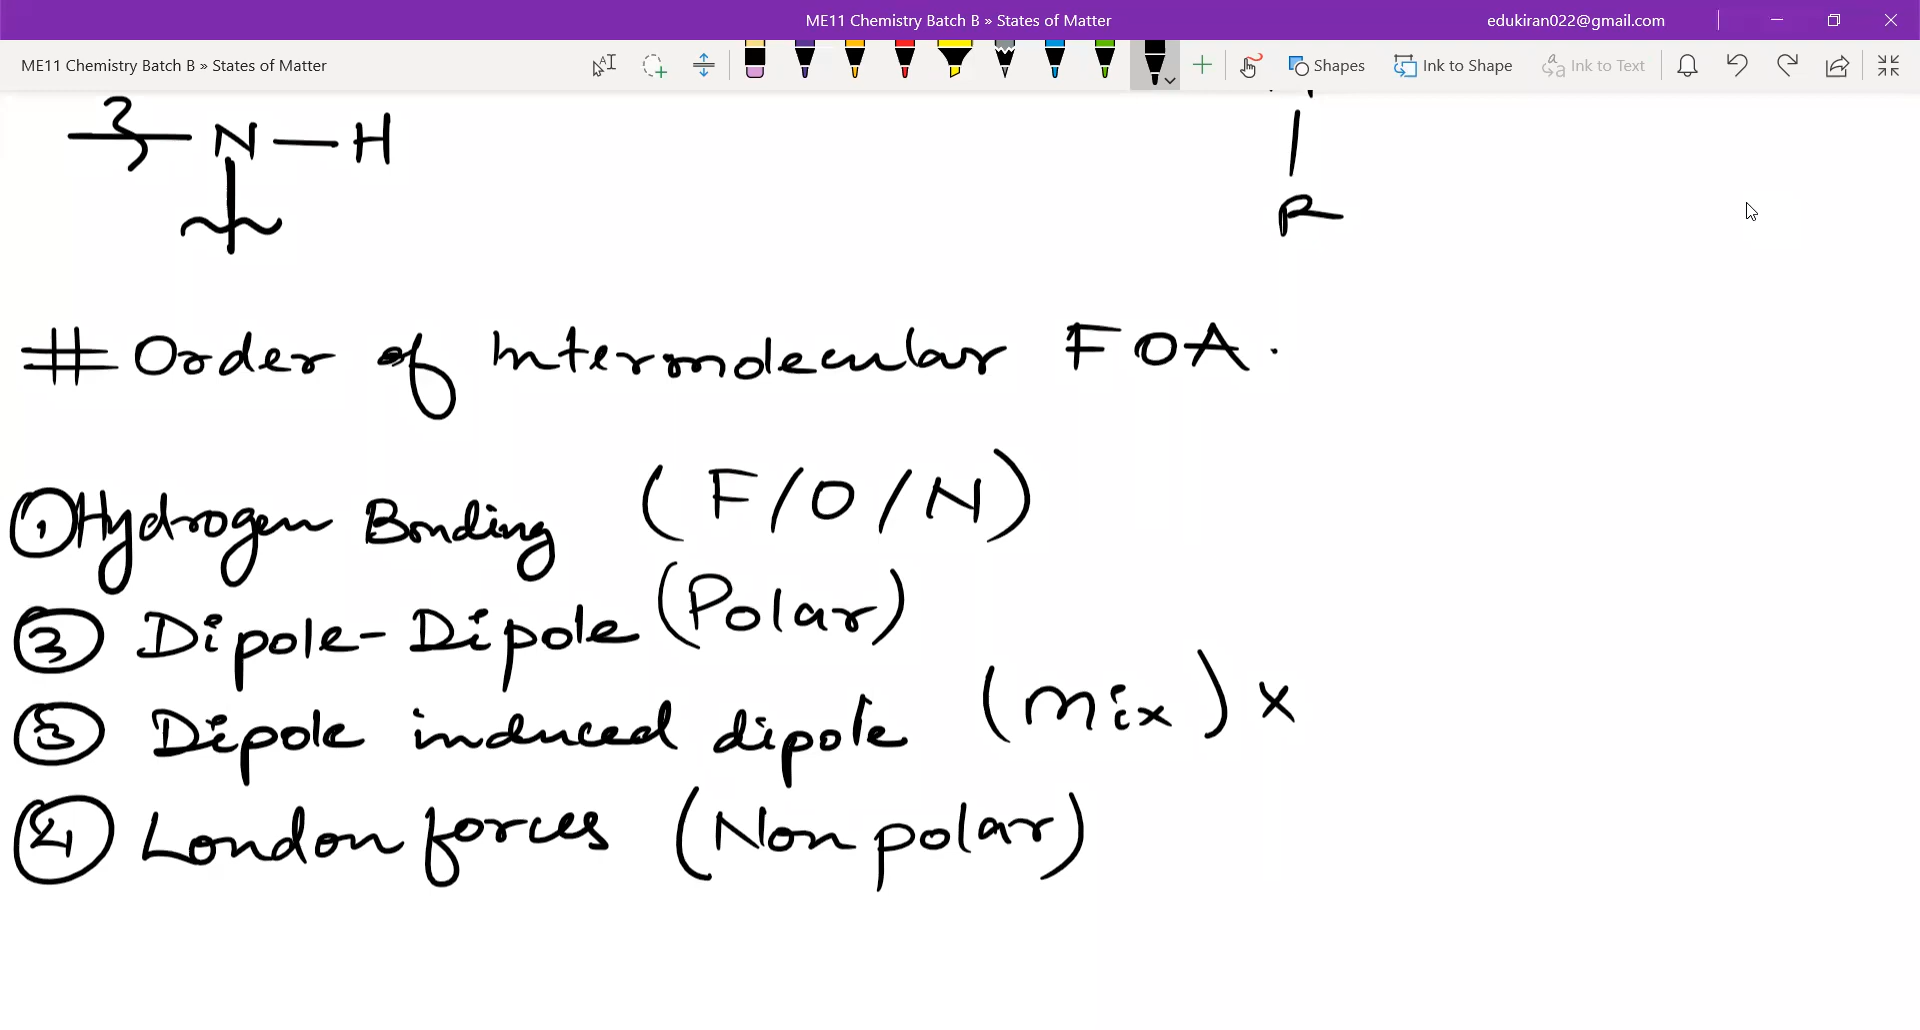 ME11 Chemistry Batch B » States of Matter
edukiran022@gmail.com
ME11 Chemistry Batch B » States of Matter
Shapes
Ink to Shape
Ink to Text
N — H
R
# Order of Intermolecular FOA.
① Hydrogen Bonding (F/O/N)
② Dipole-Dipole (Polar)
③ Dipole induced dipole (mix) x
④ London forces (Non polar)